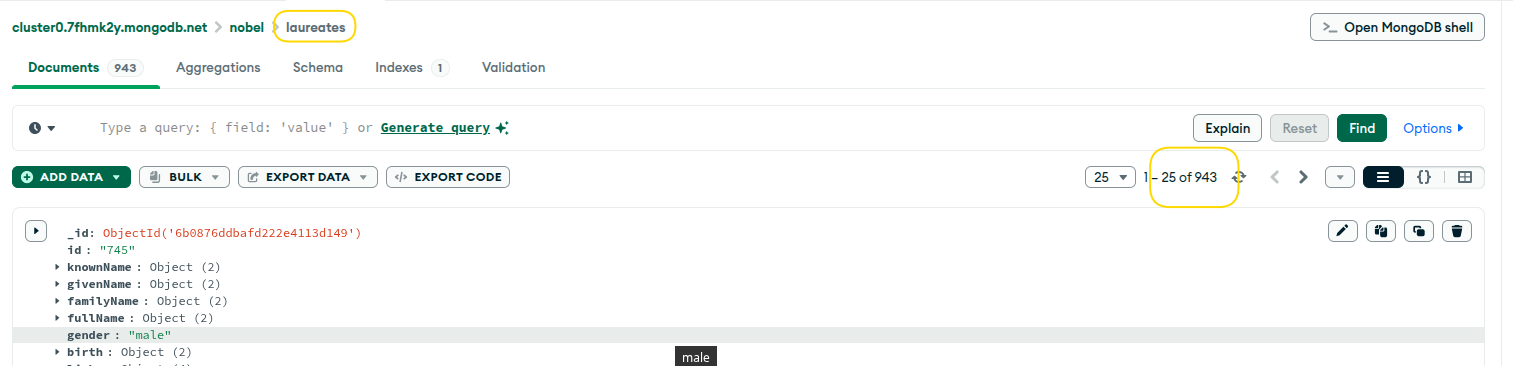 cluster0.7fhmk2y.mongodb.net > nobel > laureates
>_ Open MongoDB shell
Documents 943 Aggregations Schema Indexes 1 Validation
Type a query: { field: 'value' } or Generate query
Explain Reset Find Options
ADD DATA BULK EXPORT DATA </> EXPORT CODE
25 1 – 25 of 943 {}
_id: ObjectId('6b0876ddbafd222e4113d149')
id : "745"
knownName : Object (2)
givenName : Object (2)
familyName : Object (2)
fullName : Object (2)
gender : "male"
birth : Object (2)
male